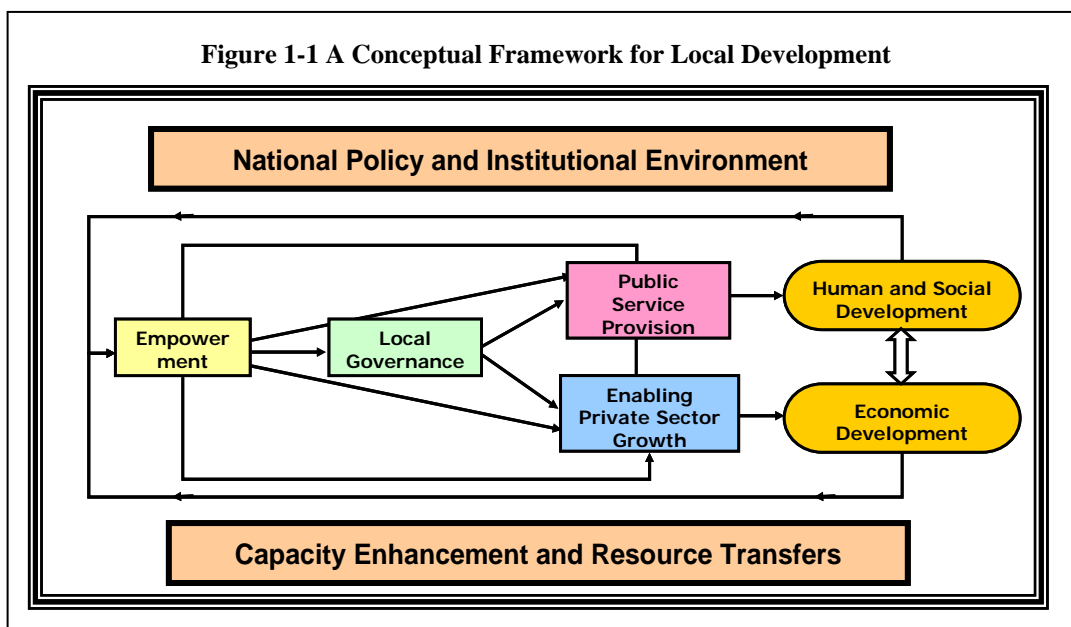 Figure 1-1 A Conceptual Framework for Local Development
National Policy and Institutional Environment
Empower
ment
Local
Governance
Public
Service
Provision
Enabling
Private Sector
Growth
Human and Social
Development
Economic
Development
Capacity Enhancement and Resource Transfers